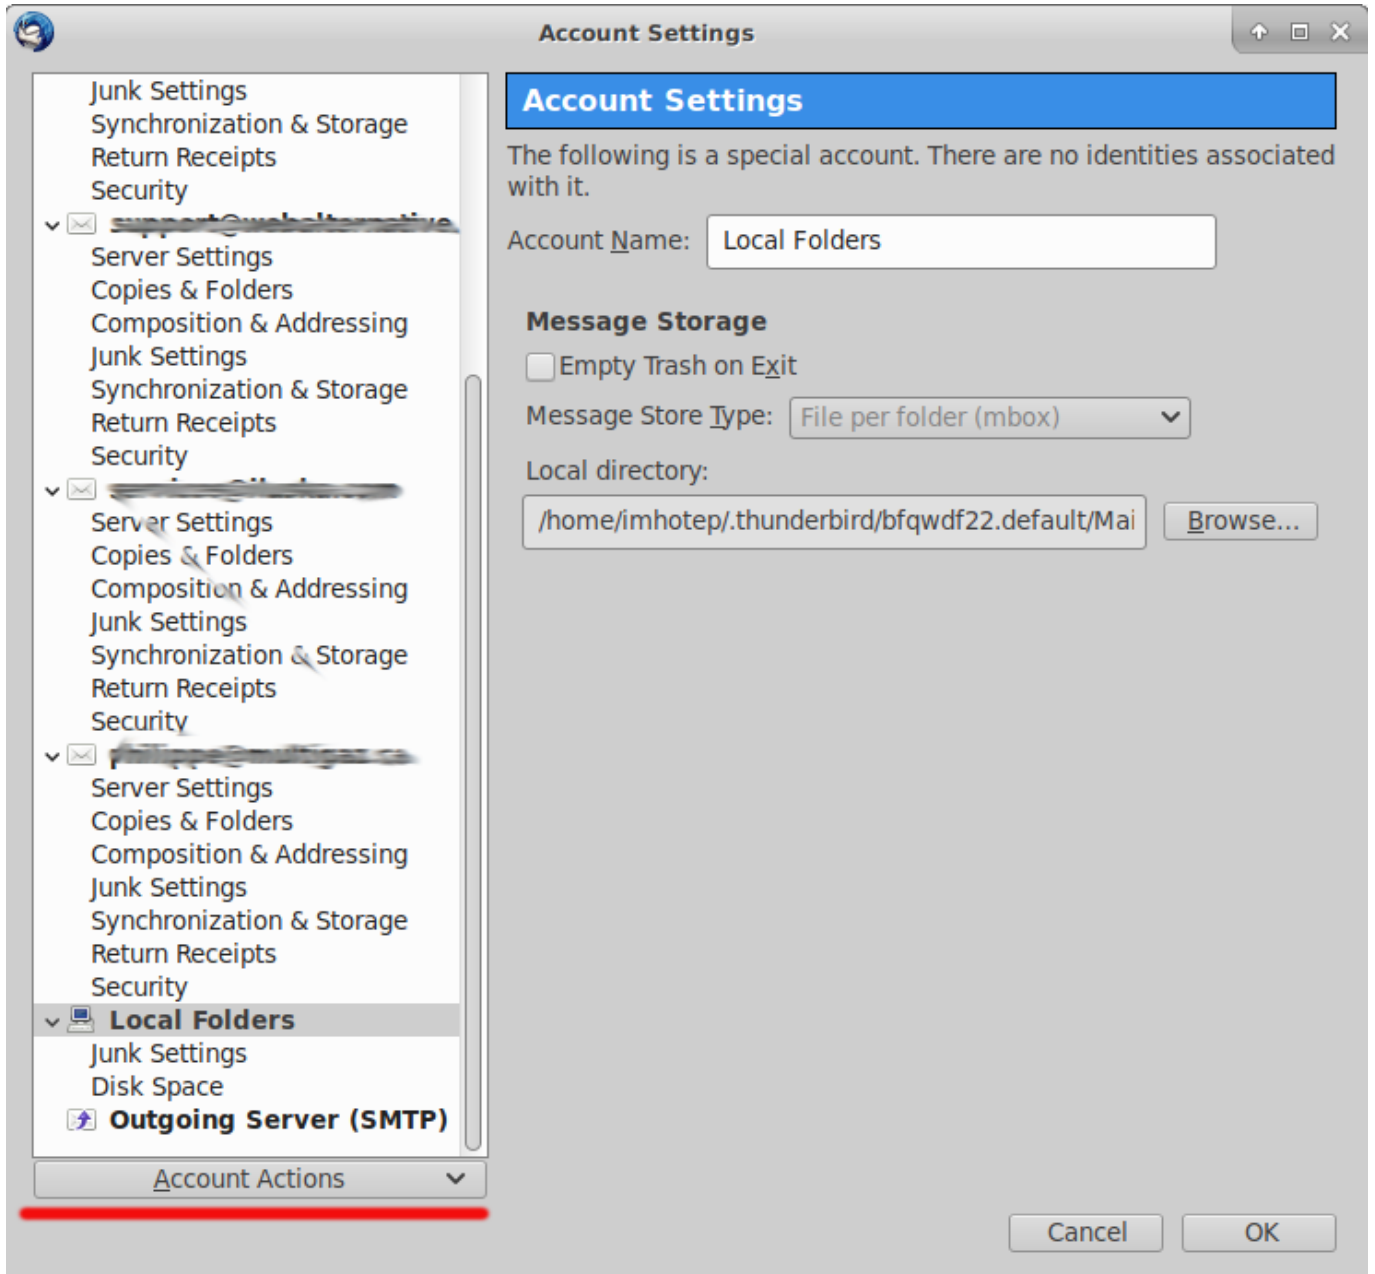 Account Settings
Junk Settings
Synchronization & Storage
Return Receipts
Security
Server Settings
Copies & Folders
Composition & Addressing
Junk Settings
Synchronization & Storage
Return Receipts
Security
Server Settings
Copies & Folders
Composition & Addressing
Junk Settings
Synchronization & Storage
Return Receipts
Security
Server Settings
Copies & Folders
Composition & Addressing
Junk Settings
Synchronization & Storage
Return Receipts
Security
Local Folders
Junk Settings
Disk Space
Outgoing Server (SMTP)
Account Actions
Account Settings
The following is a special account. There are no identities associated
with it.
Account Name: Local Folders
Message Storage
Empty Trash on Exit
Message Store Type: File per folder (mbox)
Local directory:
/home/imhotep/.thunderbird/bfqwdf22.default/Mai Browse...
Cancel OK